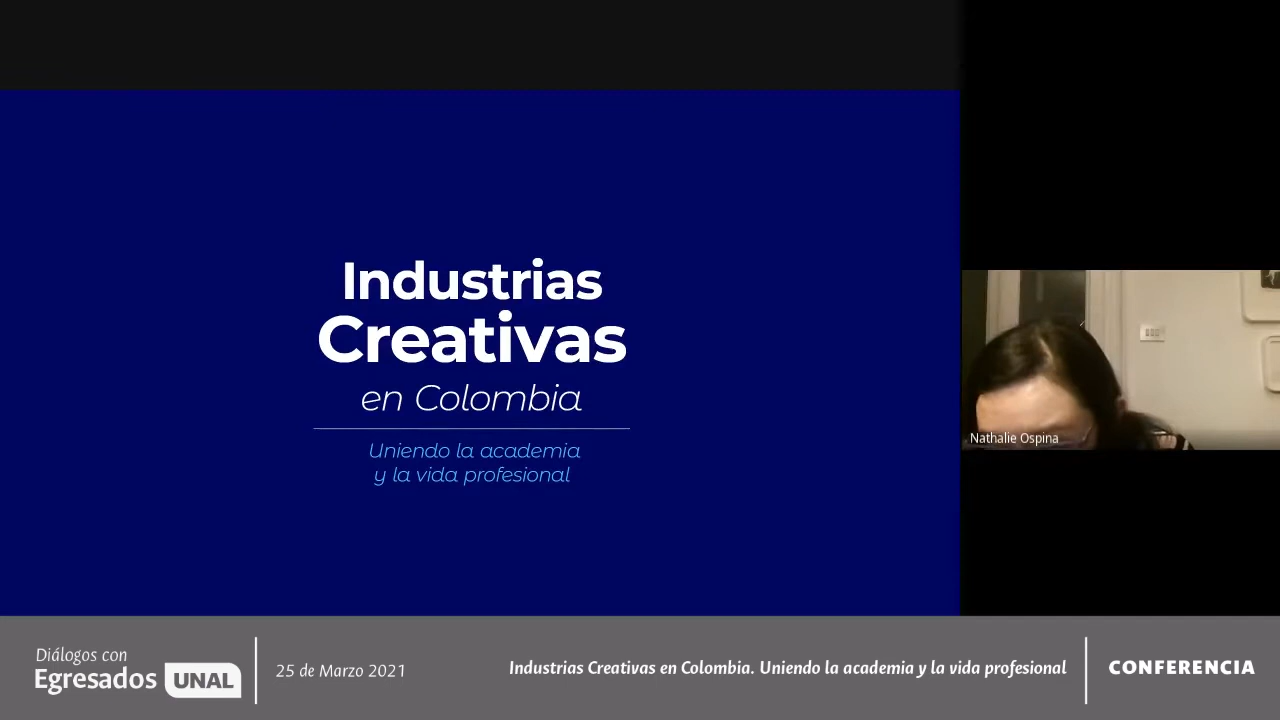 Industrias
Creativas
en Colombia
Uniendo la academia
y la vida profesional
Nathalie Ospina
Diálogos con
Egresados UNAL
25 de Marzo 2021
Industrias Creativas en Colombia. Uniendo la academia y la vida profesional
CONFERENCIA